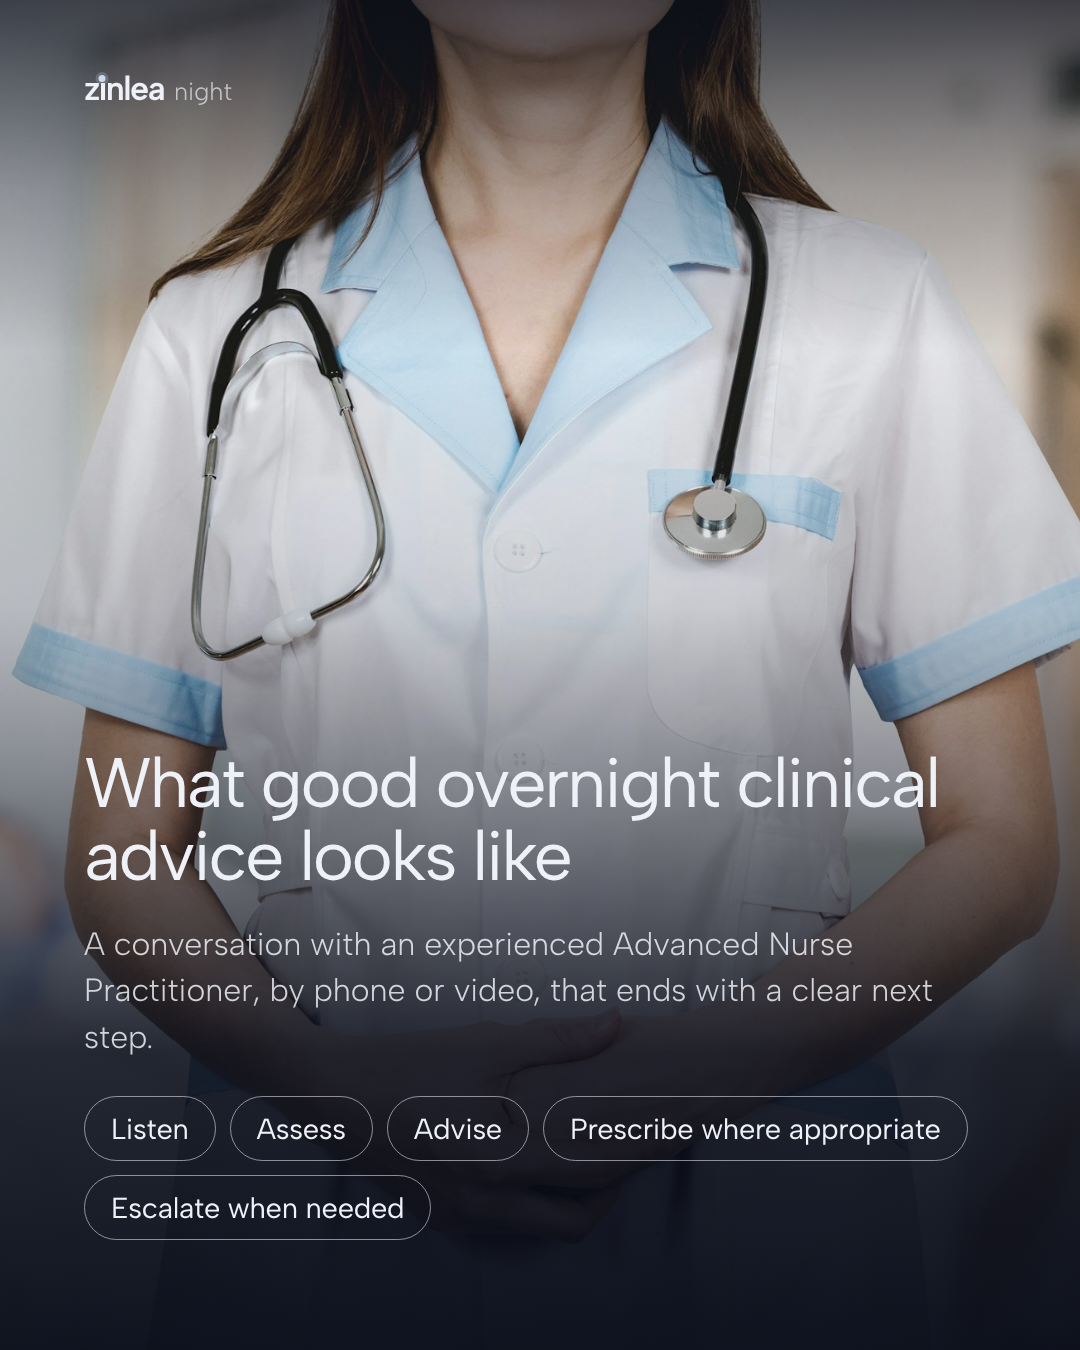 zinlea night
What good overnight clinical
advice looks like
A conversation with an experienced Advanced Nurse
Practitioner, by phone or video, that ends with a clear next
step.
Listen
Assess
Advise
Prescribe where appropriate
Escalate when needed